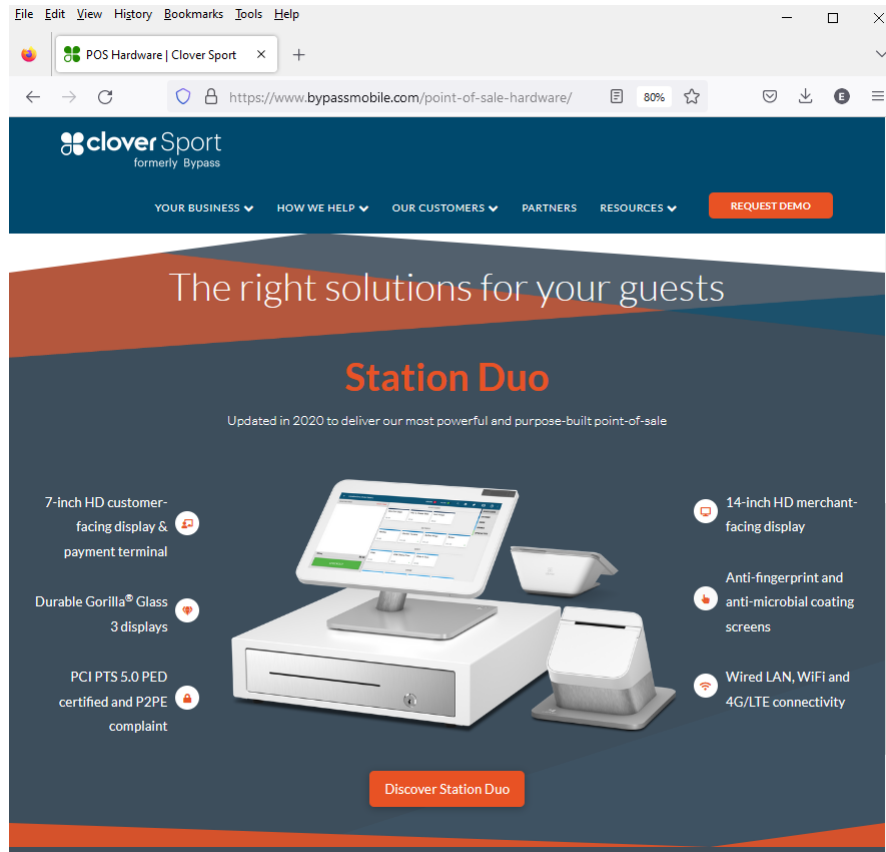 File Edit View History Bookmarks Tools Help
POS Hardware | Clover Sport
https://www.bypassmobile.com/point-of-sale-hardware/ 80% E
clover Sport
formerly Bypass
YOUR BUSINESS HOW WE HELP OUR CUSTOMERS PARTNERS RESOURCES REQUEST DEMO
The right solutions for your guests
Station Duo
Updated in 2020 to deliver our most powerful and purpose-built point-of-sale
7-inch HD customer-
facing display &
payment terminal
Durable Gorilla® Glass
3 displays
PCI PTS 5.0 PED
certified and P2PE
complaint
14-inch HD merchant-
facing display
Anti-fingerprint and
anti-microbial coating
screens
Wired LAN, WiFi and
4G/LTE connectivity
Discover Station Duo